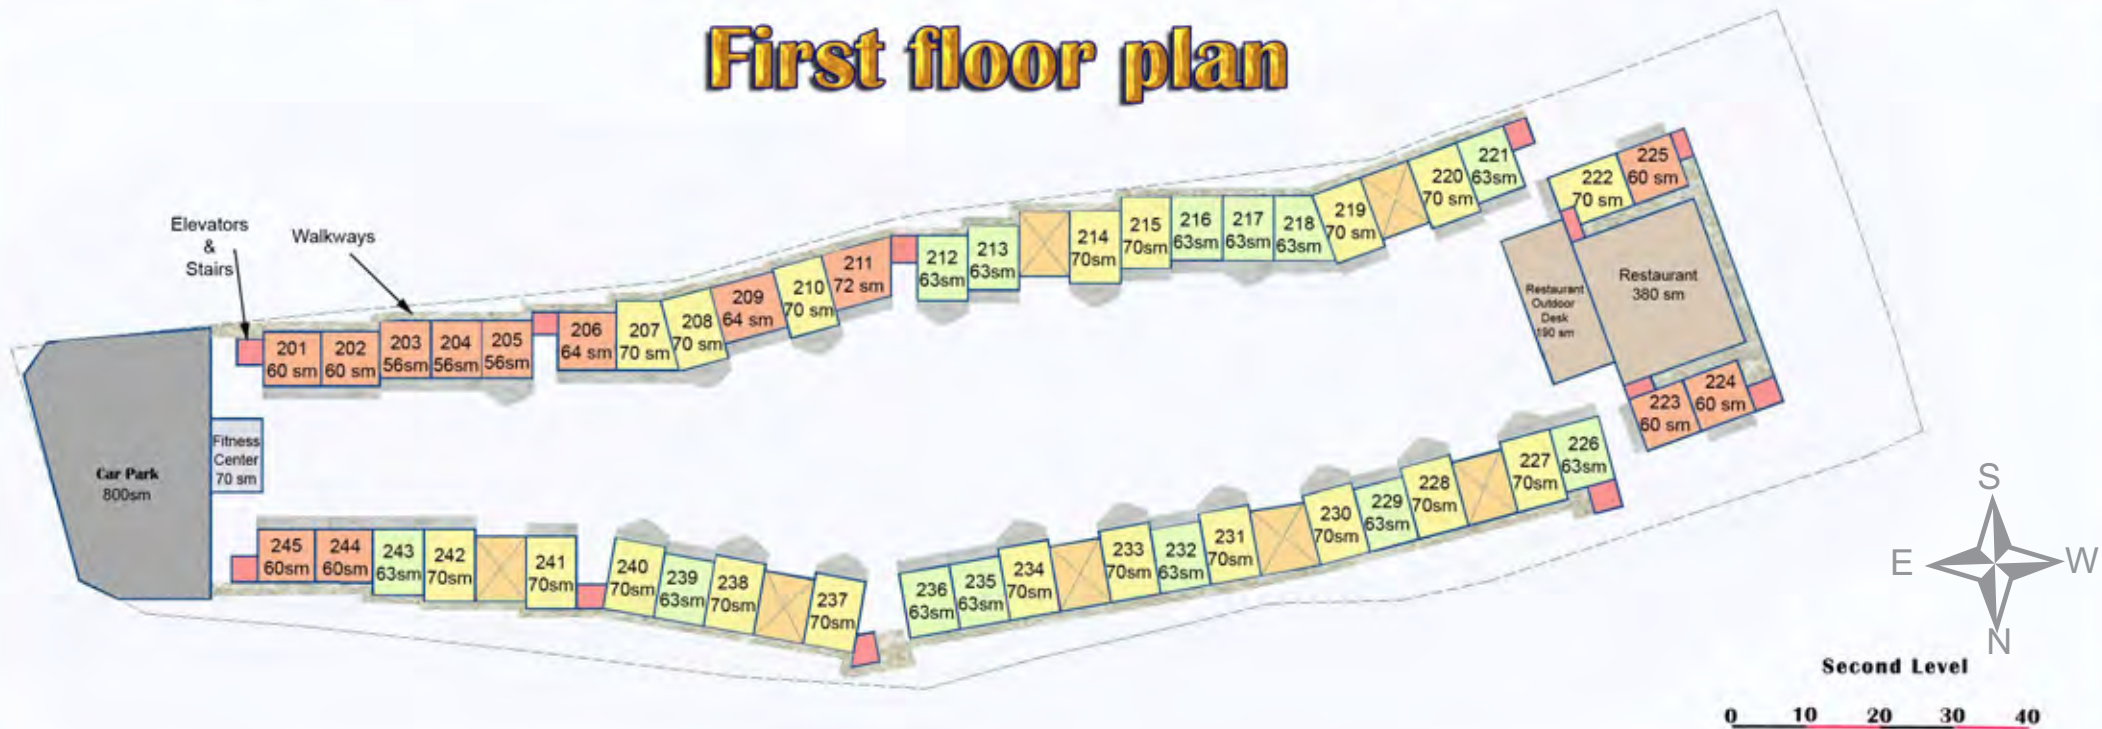 First floor plan
Elevators
&
Stairs
Walkways
201
60 sm
202
60 sm
203
56sm
204
56sm
205
56sm
206
64 sm
207
70 sm
208
70 sm
209
64 sm
210
70 sm
211
72 sm
212
63sm
213
63sm
214
70sm
215
70sm
216
63sm
217
63sm
218
63sm
219
70 sm
220
70 sm
221
63sm
222
70 sm
225
60 sm
Restaurant
380 sm
Restaurant
Outdoor
Desk
190 sm
223
60 sm
224
60 sm
Car Park
800sm
Fitness
Center
70 sm
245
60sm
244
60sm
243
63sm
242
70sm
241
70sm
240
70sm
239
63sm
238
70sm
237
70sm
236
63sm
235
63sm
234
70sm
233
70sm
232
63sm
231
70sm
230
70sm
229
63sm
228
70sm
227
70sm
226
63sm
S
E
W
N
Second Level
0 10 20 30 40